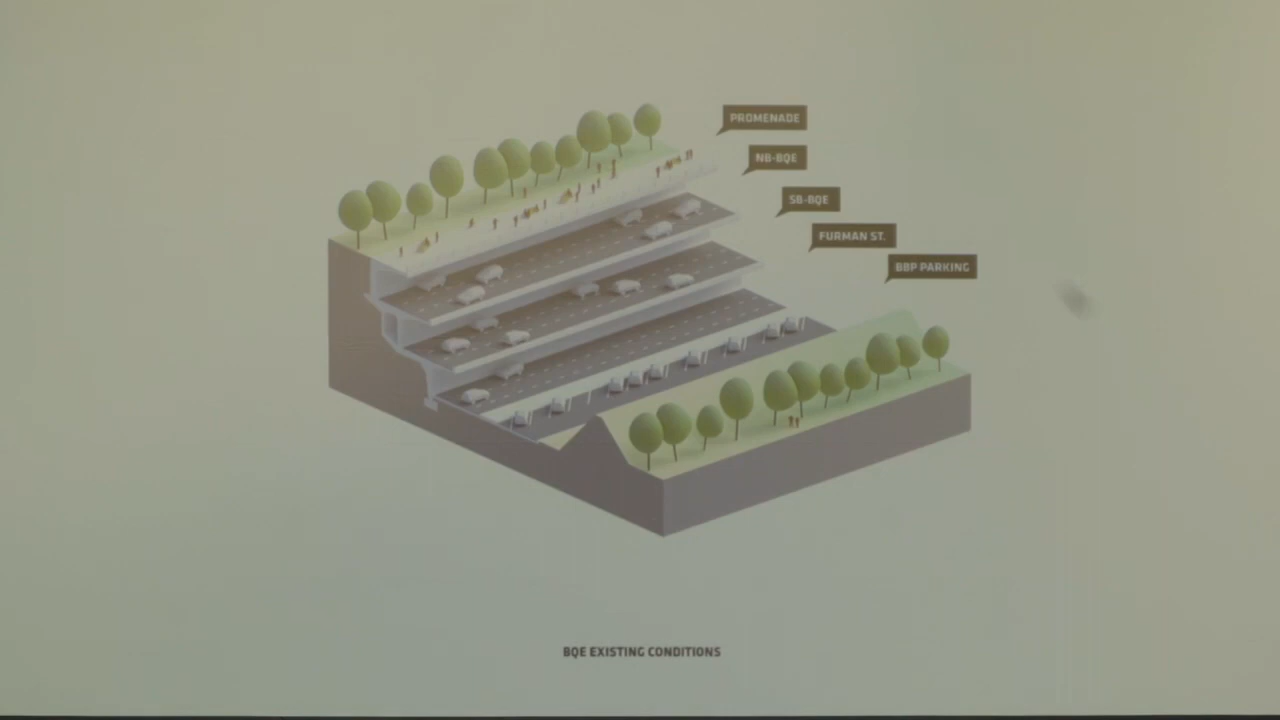 PROMENADE
NB-BQE
SB-BQE
FURMAN ST.
BBP PARKING
BQE EXISTING CONDITIONS